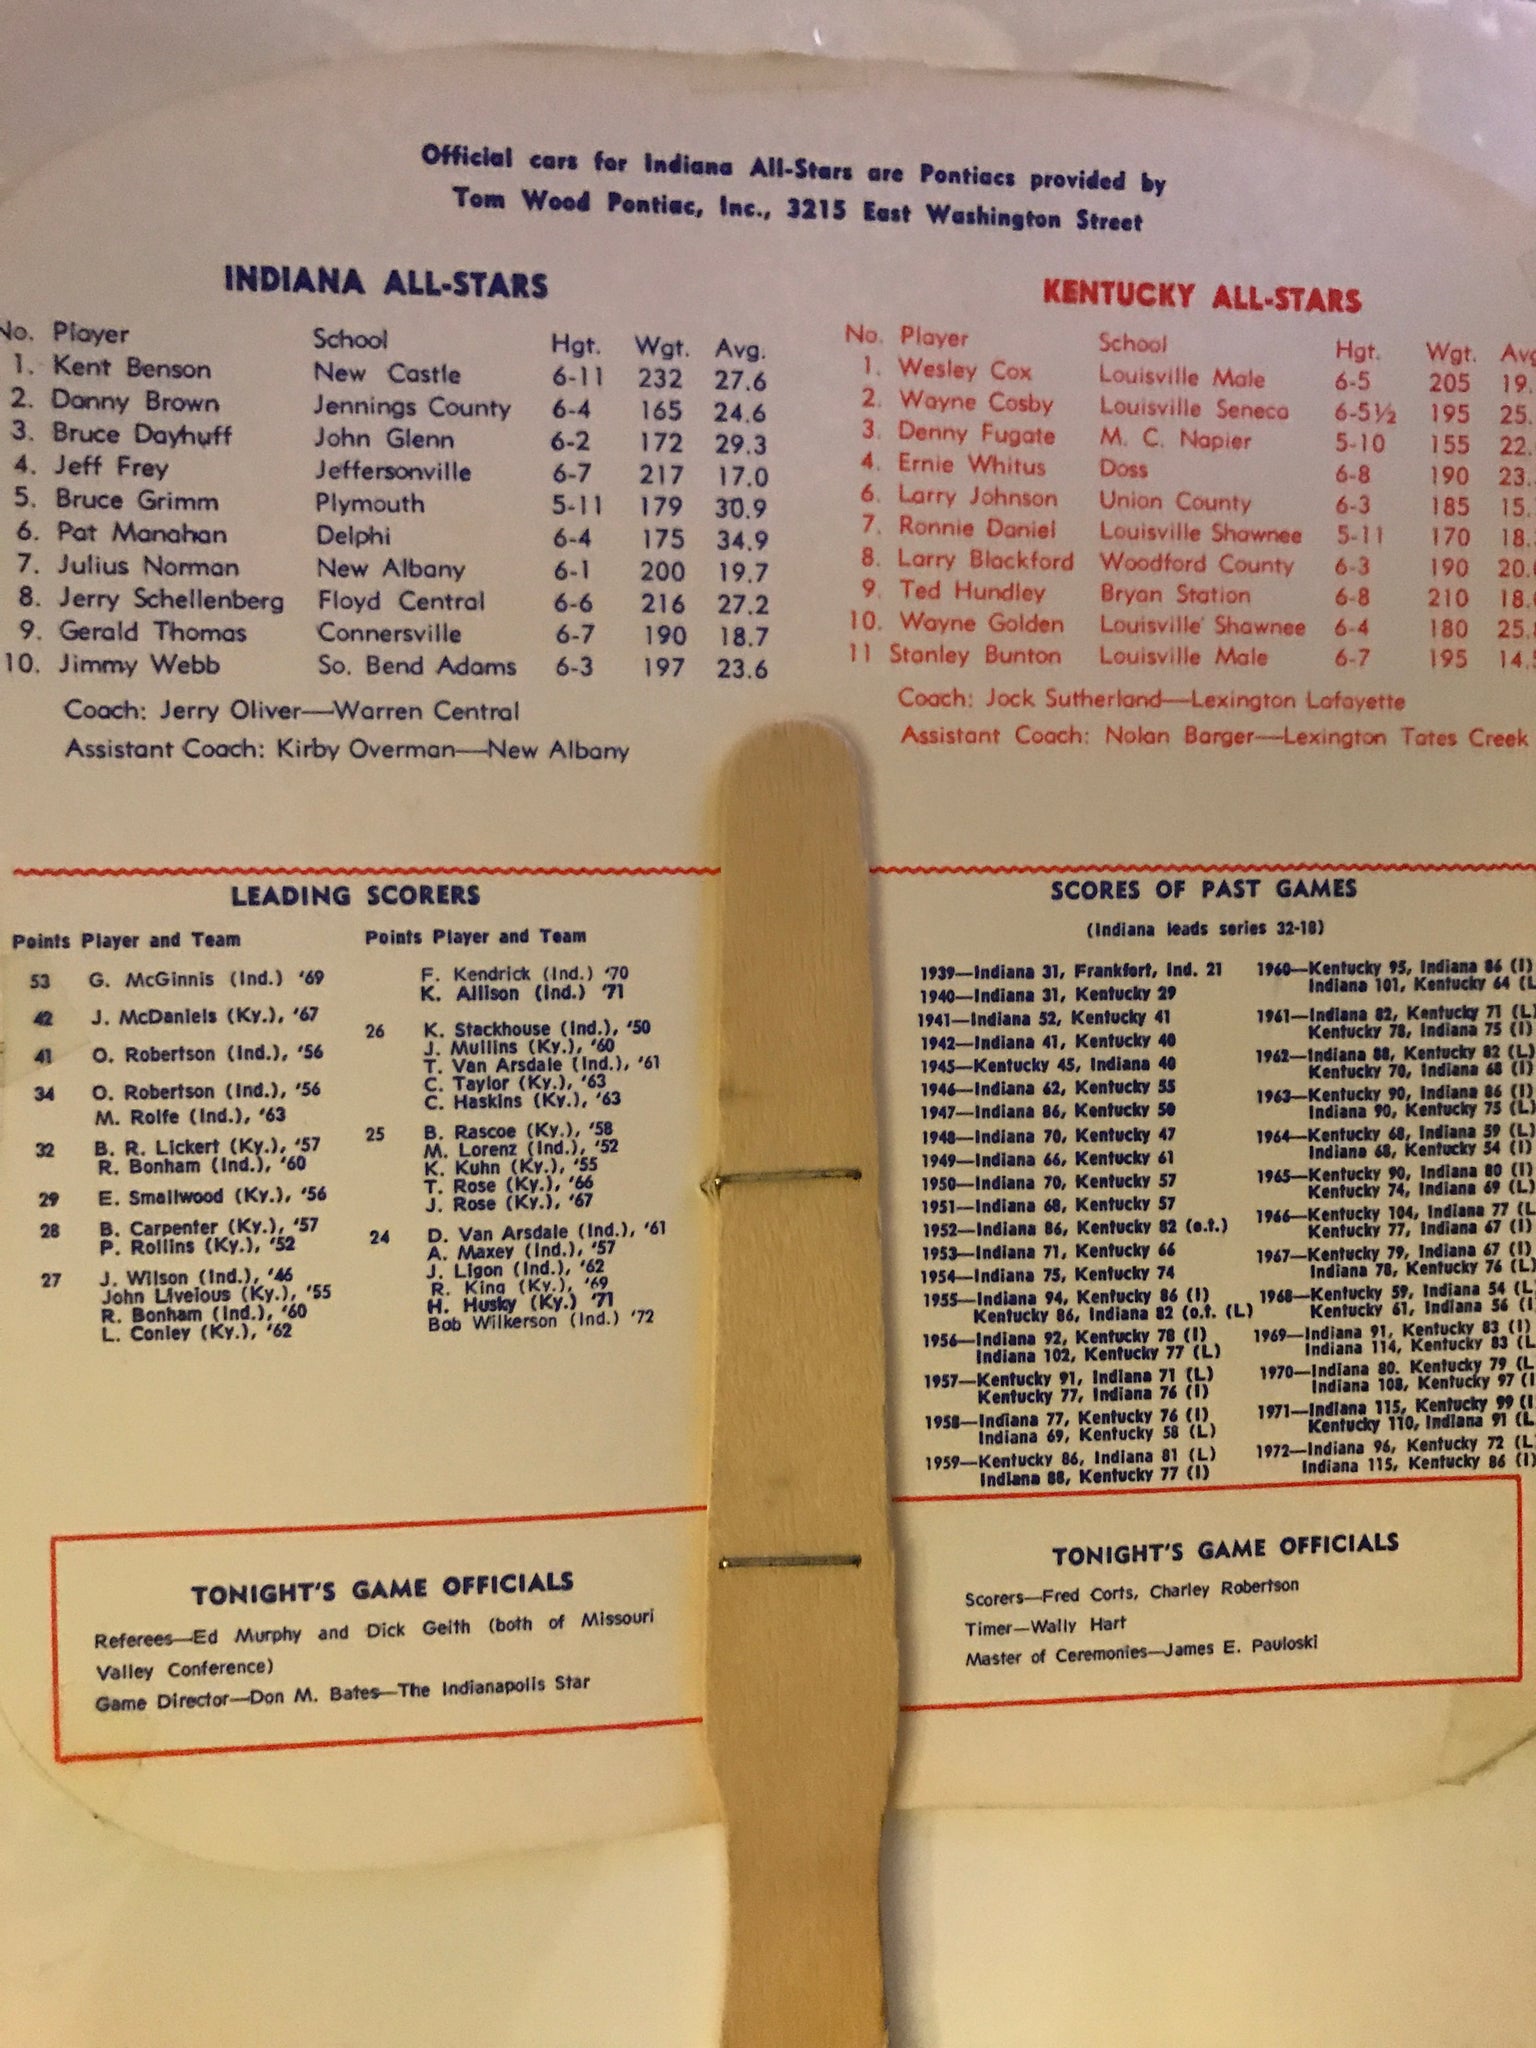 Official cars for Indiana All-Stars are Pontiacs provided by
Tom Wood Pontiac, Inc., 3215 East Washington Street
INDIANA ALL-STARS
No. Player School Hgt. Wgt. Avg.
1. Kent Benson New Castle 6-11 232 27.6
2. Danny Brown Jennings County 6-4 165 24.6
3. Bruce Dayhuff John Glenn 6-2 172 29.3
4. Jeff Frey Jeffersonville 6-7 217 17.0
5. Bruce Grimm Plymouth 5-11 179 30.9
6. Pat Manahan Delphi 6-4 175 34.9
7. Julius Norman New Albany 6-1 200 19.7
8. Jerry Schellenberg Floyd Central 6-6 216 27.2
9. Gerald Thomas Connersville 6-7 190 18.7
10. Jimmy Webb So. Bend Adams 6-3 197 23.6
Coach: Jerry Oliver—Warren Central
Assistant Coach: Kirby Overman—New Albany
KENTUCKY ALL-STARS
No. Player School Hgt. Wgt. Avg
1. Wesley Cox Louisville Male 6-5 205 19.
2. Wayne Cosby Louisville Seneca 6-5½ 195 25.
3. Denny Fugate M. C. Napier 5-10 155 22.
4. Ernie Whitus Doss 6-8 190 23.
6. Larry Johnson Union County 6-3 185 15.
7. Ronnie Daniel Louisville Shawnee 5-11 170 18.
8. Larry Blackford Woodford County 6-3 190 20.
9. Ted Hundley Bryan Station 6-8 210 18.
10. Wayne Golden Louisville Shawnee 6-4 180 25.
11 Stanley Bunton Louisville Male 6-7 195 14.
Coach: Jock Sutherland—Lexington Lafayette
Assistant Coach: Nolan Barger—Lexington Tates Creek
LEADING SCORERS
Points Player and Team
53 G. McGinnis (Ind.) '69
42 J. McDaniels (Ky.), '67
41 O. Robertson (Ind.), '56
34 O. Robertson (Ind.), '56
M. Rolfe (Ind.), '63
32 B. R. Lickert (Ky.), '57
R. Bonham (Ind.), '60
29 E. Smallwood (Ky.), '56
28 B. Carpenter (Ky.), '57
P. Rollins (Ky.), '52
27 J. Wilson (Ind.), '46
John Livelous (Ky.), '55
R. Bonham (Ind.), '60
L. Conley (Ky.), '62
Points Player and Team
F. Kendrick (Ind.) '70
K. Allison (Ind.) '71
26 K. Stackhouse (Ind.), '50
J. Mullins (Ky.), '60
T. Van Arsdale (Ind.), '61
C. Taylor (Ky.), '63
C. Haskins (Ky.), '63
25 B. Rascoe (Ky.), '58
M. Lorenz (Ind.), '52
K. Kuhn (Ky.), '55
T. Rose (Ky.), '66
J. Rose (Ky.), '67
24 D. Van Arsdale (Ind.), '61
A. Maxey (Ind.), '57
J. Ligon (Ind.), '62
R. King (Ky.), '69
H. Husky (Ky.) '71
Bob Wilkerson (Ind.) '72
SCORES OF PAST GAMES
(Indiana leads series 32-18)
1939—Indiana 31, Frankfort, Ind. 21
1940—Indiana 31, Kentucky 29
1941—Indiana 52, Kentucky 41
1942—Indiana 41, Kentucky 40
1945—Kentucky 45, Indiana 40
1946—Indiana 62, Kentucky 55
1947—Indiana 86, Kentucky 50
1948—Indiana 70, Kentucky 47
1949—Indiana 66, Kentucky 61
1950—Indiana 70, Kentucky 57
1951—Indiana 68, Kentucky 57
1952—Indiana 86, Kentucky 82 (o.t.)
1953—Indiana 71, Kentucky 66
1954—Indiana 75, Kentucky 74
1955—Indiana 94, Kentucky 86 (I)
Kentucky 86, Indiana 82 (o.t. (L)
1956—Indiana 92, Kentucky 78 (I)
Indiana 102, Kentucky 77 (L)
1957—Kentucky 91, Indiana 71 (L)
Kentucky 77, Indiana 76 (I)
1958—Indiana 77, Kentucky 76 (I)
Indiana 69, Kentucky 58 (L)
1959—Kentucky 86, Indiana 81 (L)
Indiana 88, Kentucky 77 (I)
1960—Kentucky 95, Indiana 86 (I)
Indiana 101, Kentucky 64 (L
1961—Indiana 82, Kentucky 71 (L)
Kentucky 78, Indiana 75 (I)
1962—Indiana 88, Kentucky 82 (L)
Kentucky 70, Indiana 68 (I)
1963—Kentucky 90, Indiana 86 (I)
Indiana 90, Kentucky 75 (L)
1964—Kentucky 68, Indiana 59 (L)
Indiana 68, Kentucky 54 (I)
1965—Kentucky 90, Indiana 80 (I)
Kentucky 74, Indiana 69 (L)
1966—Kentucky 104, Indiana 77 (L
Kentucky 77, Indiana 67 (I)
1967—Kentucky 79, Indiana 67 (I)
Indiana 78, Kentucky 76 (L)
1968—Kentucky 59, Indiana 54 (L
Kentucky 61, Indiana 56 (I
1969—Indiana 91, Kentucky 83 (I)
Indiana 114, Kentucky 83 (L
1970—Indiana 80. Kentucky 79 (L
Indiana 108, Kentucky 97 (I
1971—Indiana 115, Kentucky 99 (I
Kentucky 110, Indiana 91 (L
1972—Indiana 96, Kentucky 72 (L
Indiana 115, Kentucky 86 (I)
TONIGHT'S GAME OFFICIALS
Referees—Ed Murphy and Dick Geith (both of Missouri
Valley Conference)
Game Director—Don M. Bates—The Indianapolis Star
TONIGHT'S GAME OFFICIALS
Scorers—Fred Corts, Charley Robertson
Timer—Wally Hart
Master of Ceremonies—James E. Pauloski